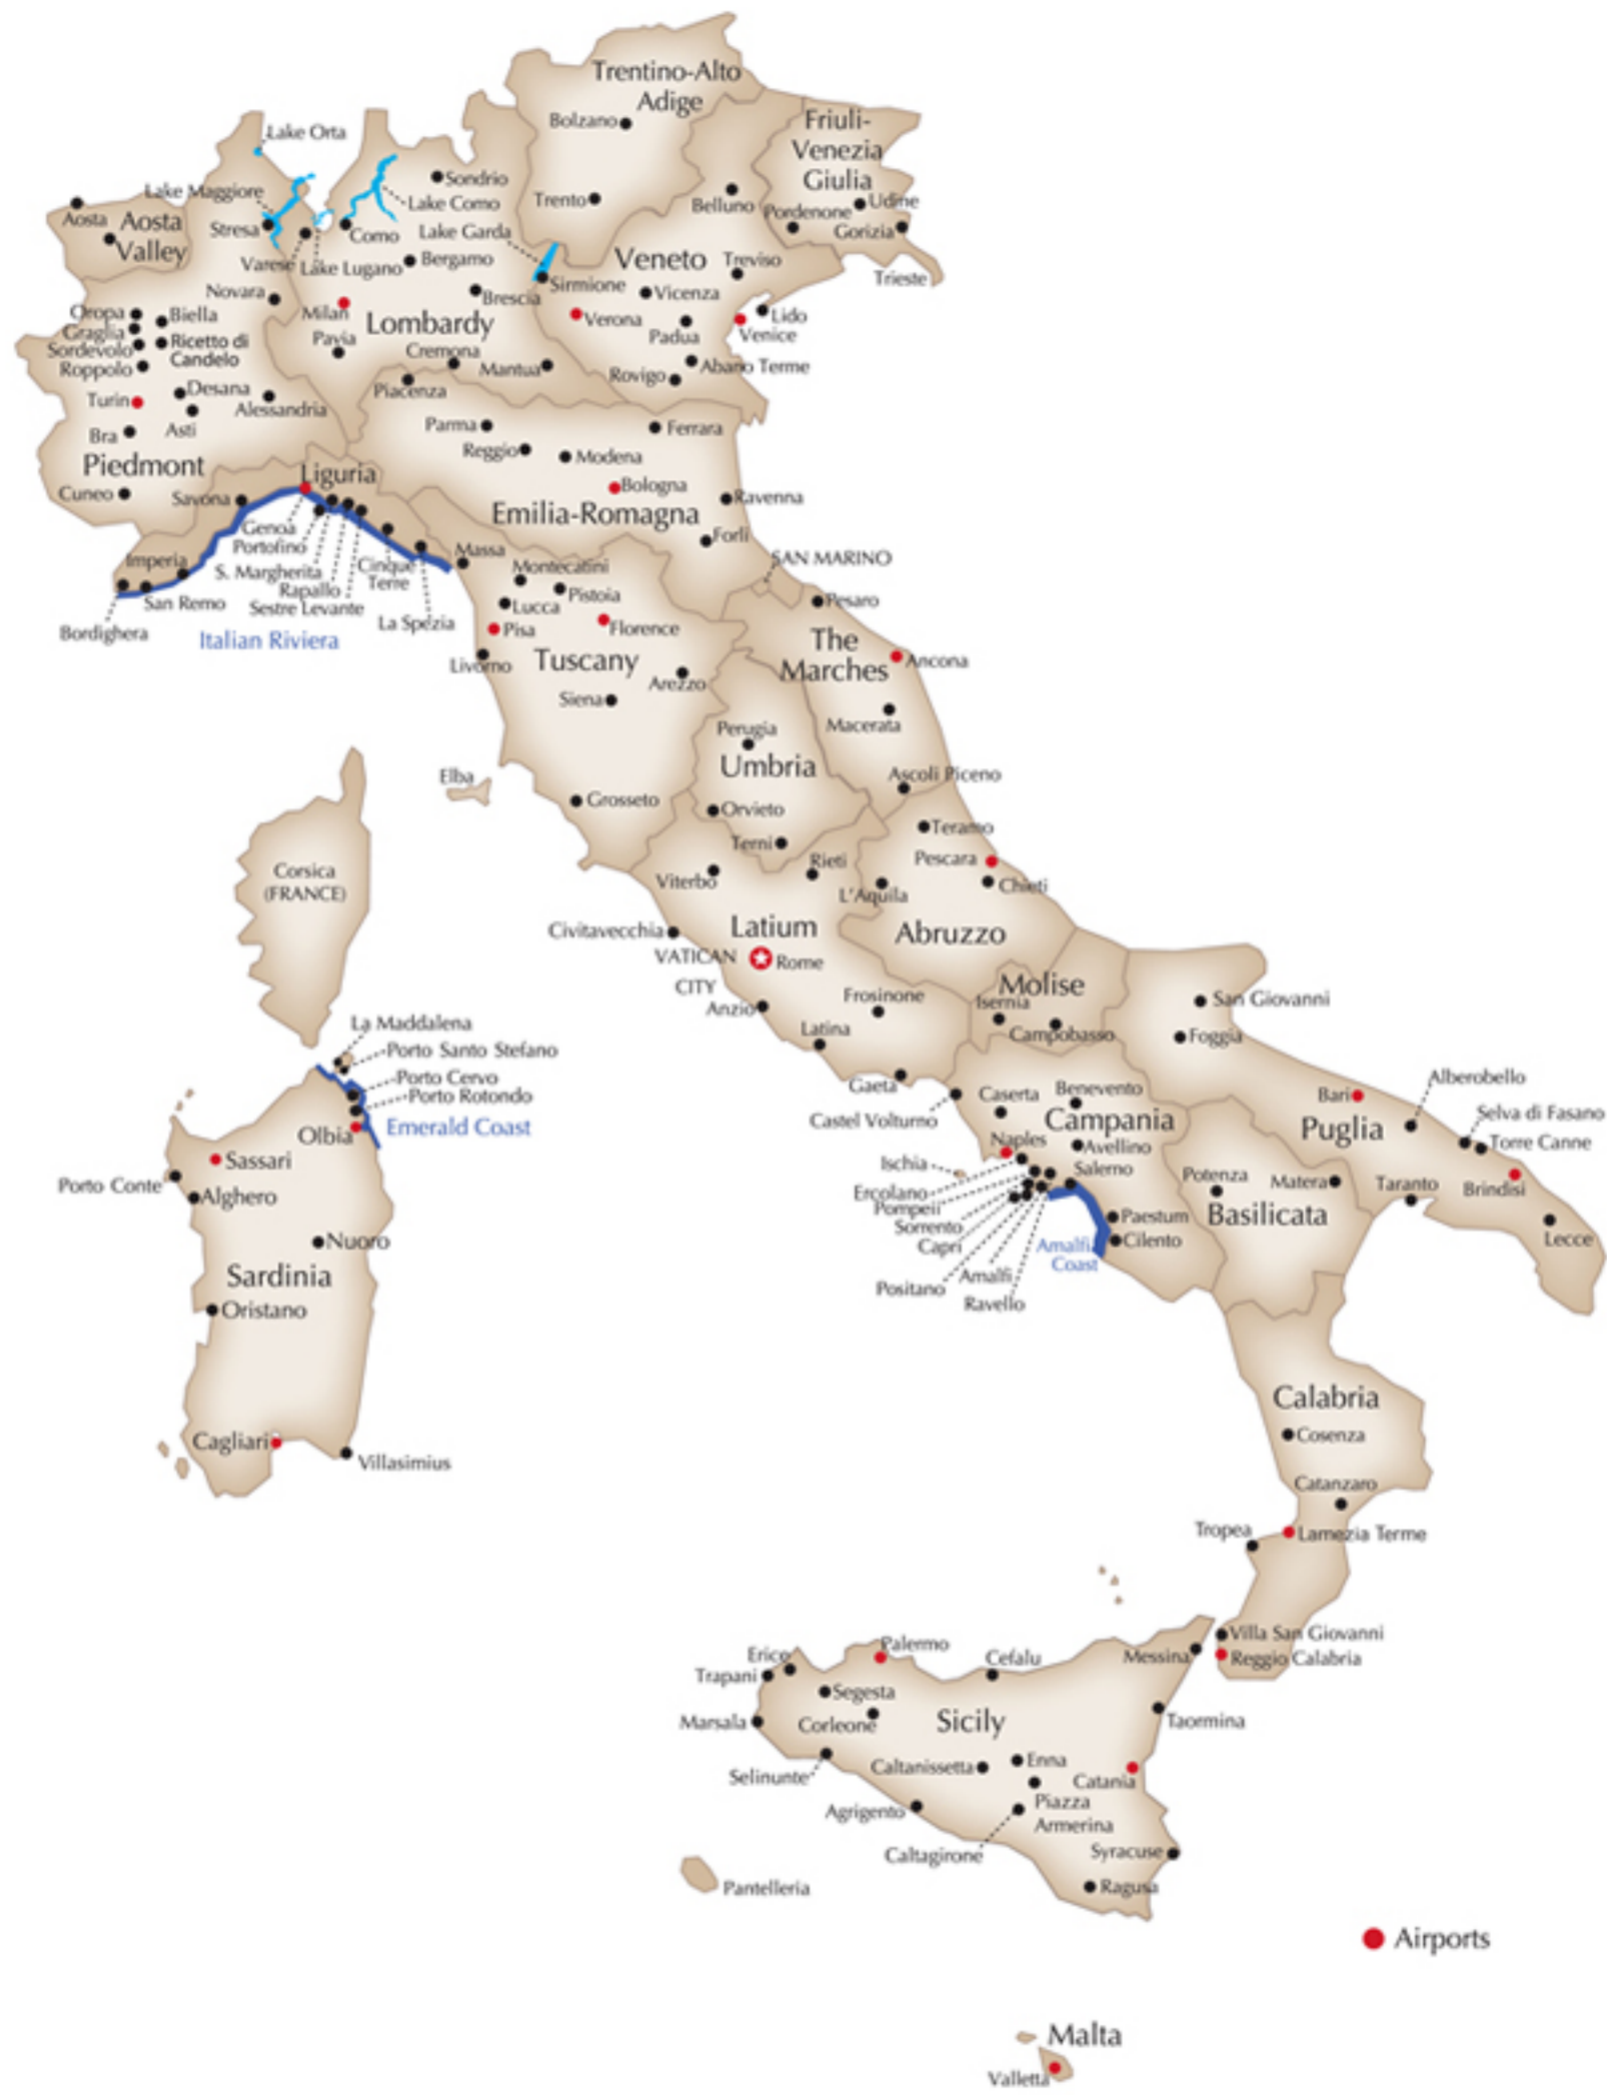 Trentino-Alto
Adige
Bolzano
Trento
Friuli-
Venezia
Giulia
Udine
Pordenone
Gorizia
Trieste
Belluno
Lake Orta
Lake Maggiore
Stresa
Varese
Lake Lugano
Sondrio
Lake Como
Como
Lake Garda
Bergamo
Brescia
Sirmione
Aosta
Aosta
Valley
Veneto
Treviso
Vicenza
Verona
Padua
Lido
Venice
Abano Terme
Rovigo
Novara
Milan
Lombardy
Pavia
Cremona
Mantua
Oropa
Biella
Graglia
Sordevolo
Ricetto di
Candelo
Roppolo
Turin
Desana
Asti
Alessandria
Bra
Piedmont
Cuneo
Piacenza
Parma
Reggio
Modena
Ferrara
Bologna
Ravenna
Emilia-Romagna
Forli
SAN MARINO
Liguria
Savona
Genoa
Portofino
S. Margherita
Rapallo
Sestre Levante
Cinque
Terre
La Spezia
Imperia
San Remo
Bordighera
Italian Riviera
Massa
Montecatini
Pistoia
Lucca
Pisa
Florence
Livorno
Tuscany
Arezzo
Siena
Grosseto
Elba
Pesaro
The
Marches
Ancona
Macerata
Ascoli Piceno
Perugia
Umbria
Orvieto
Terni
Teramo
Pescara
Chieti
L'Aquila
Abruzzo
Rieti
Viterbo
Civitavecchia
Latium
VATICAN
CITY
Rome
Anzio
Frosinone
Latina
Gaeta
Corsica
(FRANCE)
Molise
Isernia
Campobasso
San Giovanni
Foggia
Bari
Puglia
Alberobello
Selva di Fasano
Torre Canne
Brindisi
Taranto
Lecce
Castel Volturno
Caserta
Benevento
Campania
Naples
Avellino
Salerno
Ischia
Ercolano
Pompeii
Sorrento
Capri
Positano
Amalfi
Ravello
Amalfi
Coast
Paestum
Cilento
Potenza
Matera
Basilicata
La Maddalena
Porto Santo Stefano
Porto Cervo
Porto Rotondo
Emerald Coast
Olbia
Sassari
Porto Conte
Alghero
Nuoro
Sardinia
Oristano
Cagliari
Villasimius
Calabria
Cosenza
Catanzaro
Tropea
Lamezia Terme
Villa San Giovanni
Reggio Calabria
Messina
Palermo
Cefalu
Erice
Trapani
Segesta
Marsala
Corleone
Sicily
Taormina
Selinunte
Caltanissetta
Enna
Catania
Piazza
Armerina
Agrigento
Caltagirone
Syracuse
Ragusa
Pantelleria
Airports
Malta
Valletta